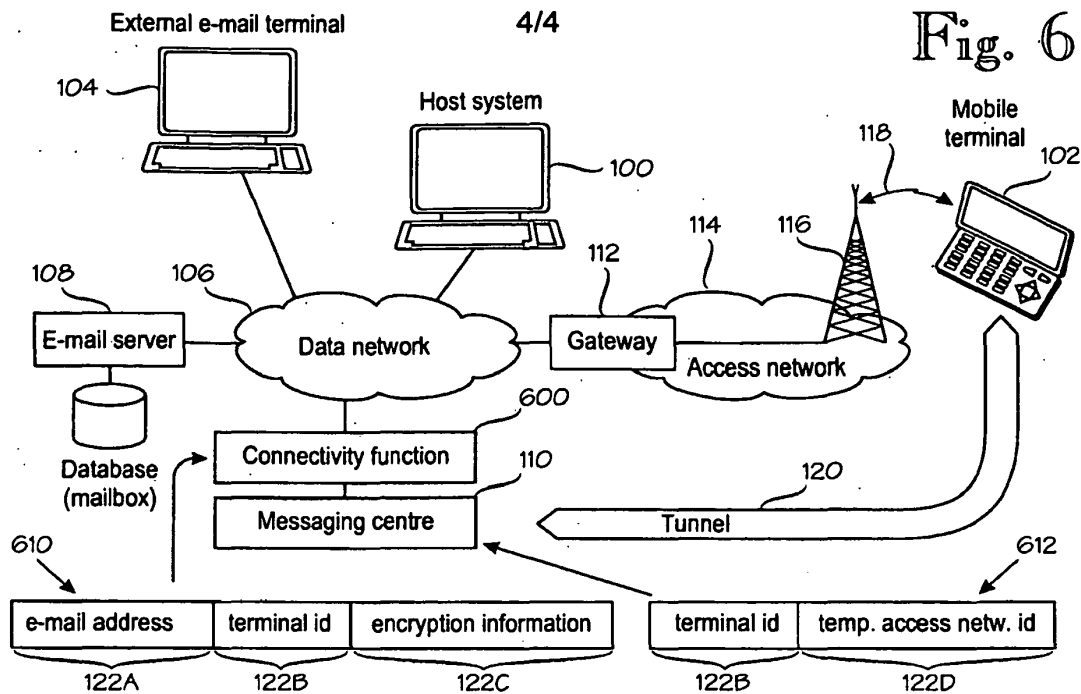 External e-mail terminal
4/4
Fig. 6
104
Host system
Mobile
terminal
118
102
100
114
116
112
108
106
E-mail server
Data network
Gateway
Access network
600
Database
(mailbox)
Connectivity function
110
Messaging centre
120
Tunnel
610
612
e-mail address
terminal id
encryption information
terminal id
temp. access netw. id
122A
122B
122C
122B
122D